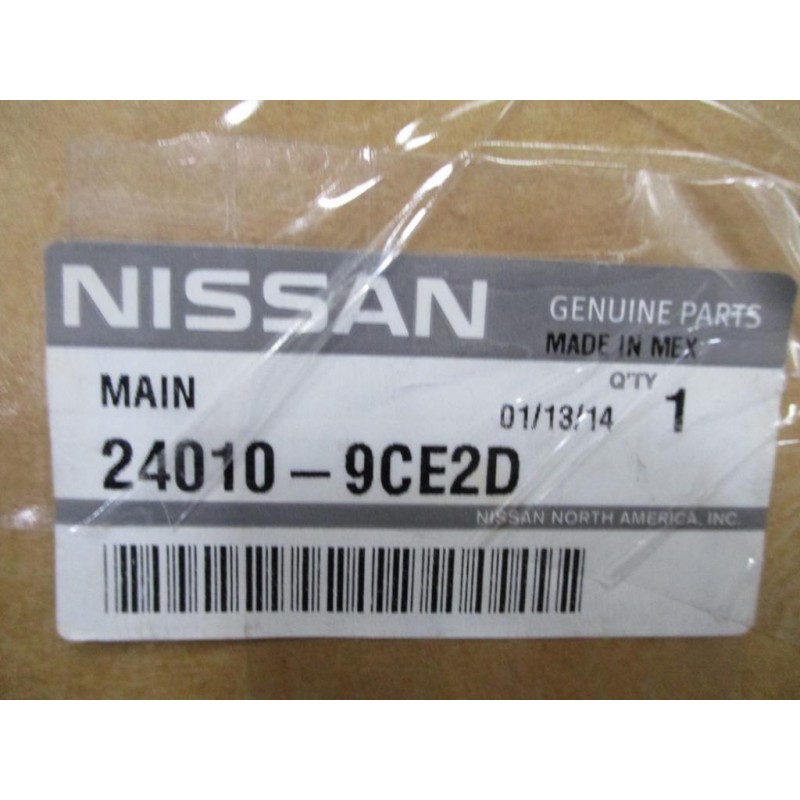 NISSAN GENUINE PARTS
MADE IN MEX
MAIN
Q'TY
01/13/14 1
24010-9CE2D
NISSAN NORTH AMERICA, INC.